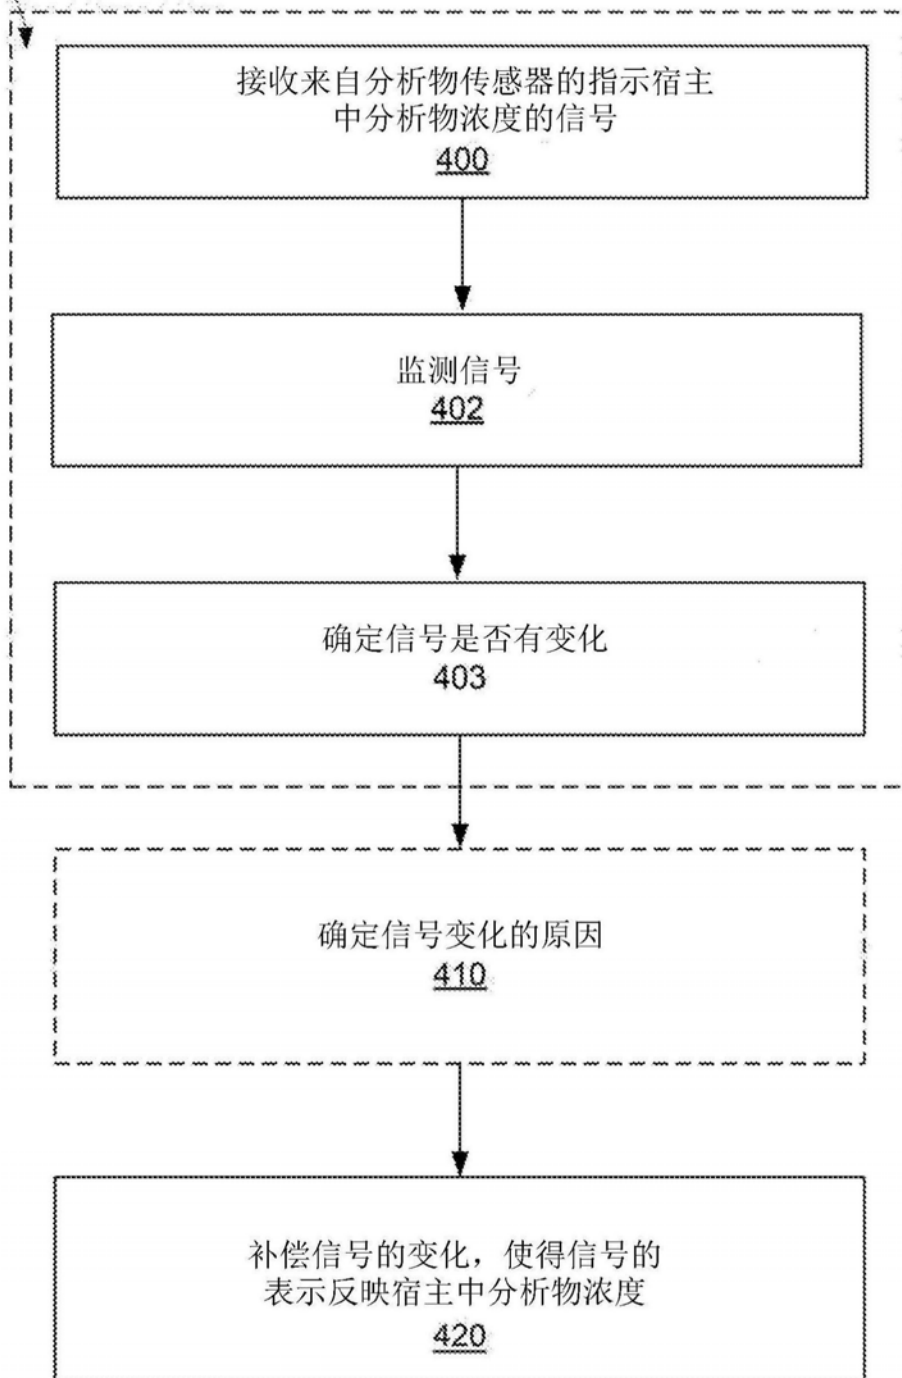 接收来自分析物传感器的指示宿主
中分析物浓度的信号
400
监测信号
402
确定信号是否有变化
403
确定信号变化的原因
410
补偿信号的变化，使得信号的
表示反映宿主中分析物浓度
420